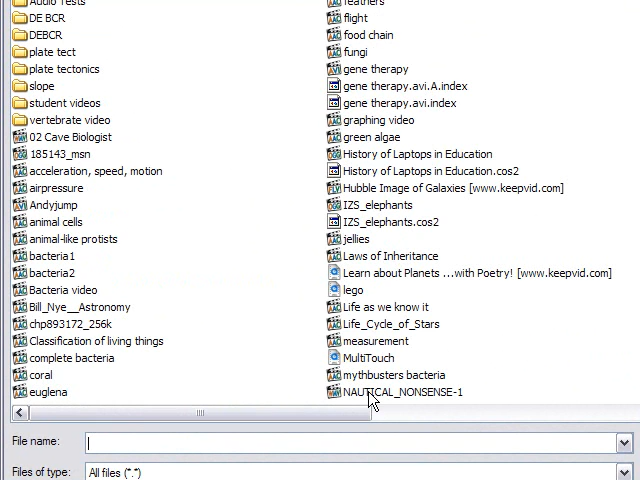 Audio Tests
DE BCR
DEBCR
plate tect
plate tectonics
slope
student videos
vertebrate video
02 Cave Biologist
185143_msn
acceleration, speed, motion
airpressure
Andyjump
animal cells
animal-like protists
bacteria1
bacteria2
Bacteria video
Bill_Nye__Astronomy
chp893172_256k
Classification of living things
complete bacteria
coral
euglena
feathers
flight
food chain
fungi
gene therapy
gene therapy.avi.A.index
gene therapy.avi.index
graphing video
green algae
History of Laptops in Education
History of Laptops in Education.cos2
Hubble Image of Galaxies [www.keepvid.com]
IZS_elephants
IZS_elephants.cos2
jellies
Laws of Inheritance
Learn about Planets ...with Poetry! [www.keepvid.com]
lego
Life as we know it
Life_Cycle_of_Stars
measurement
MultiTouch
mythbusters bacteria
NAUTICAL_NONSENSE-1
File name:
Files of type: All files (*.*)